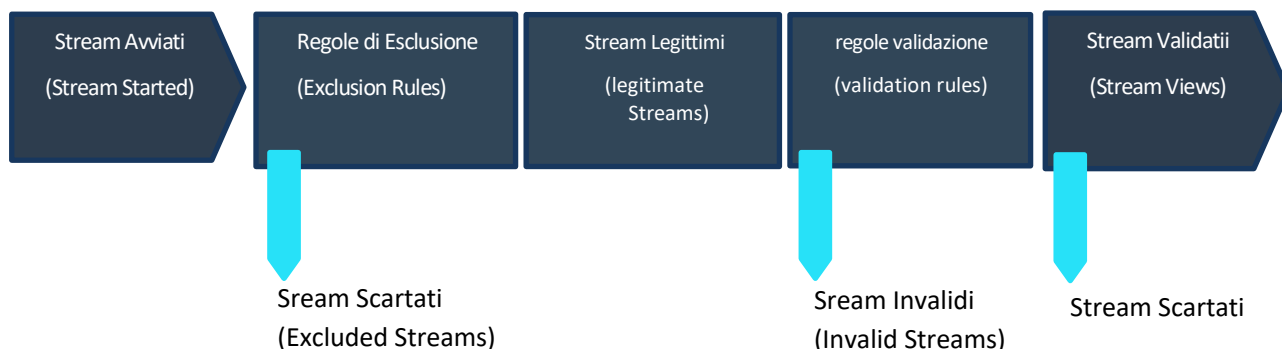 Stream Avviati
(Stream Started)
Regole di Esclusione
(Exclusion Rules)
Stream Legittimi
(legitimate
Streams)
regole validazione
(validation rules)
Stream Validatii
(Stream Views)
Sream Scartati
(Excluded Streams)
Sream Invalidi
(Invalid Streams)
Stream Scartati